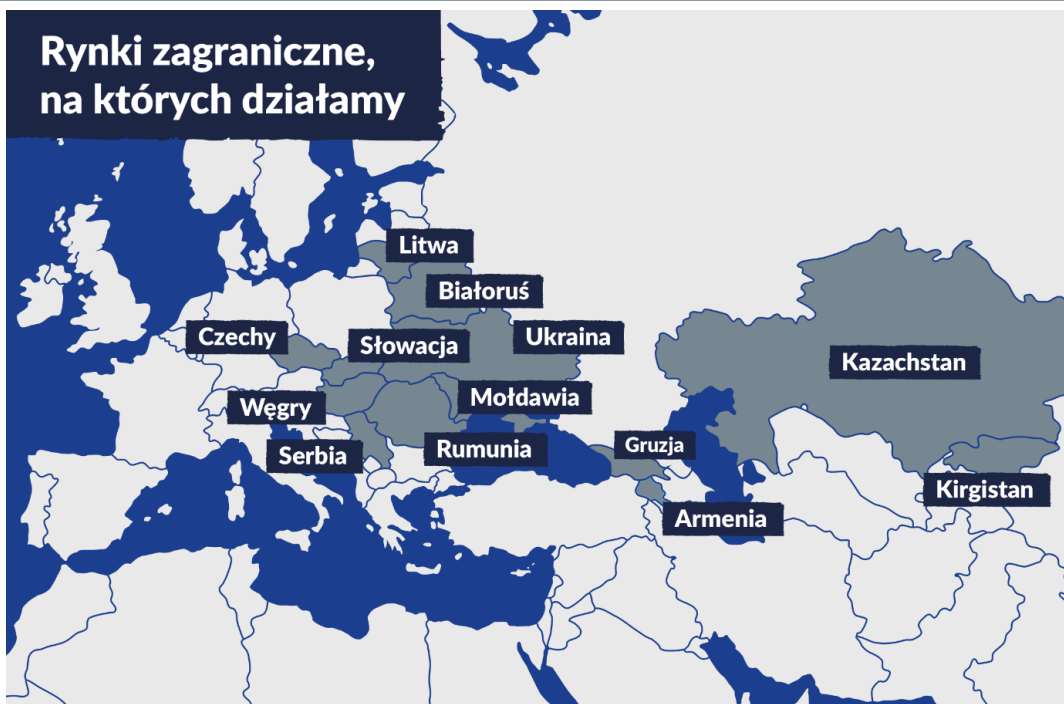 Rynki zagraniczne,
na których działamy
Litwa
Białoruś
Czechy
Słowacja
Ukraina
Kazachstan
Węgry
Mołdawia
Serbia
Rumunia
Gruzja
Kirgistan
Armenia